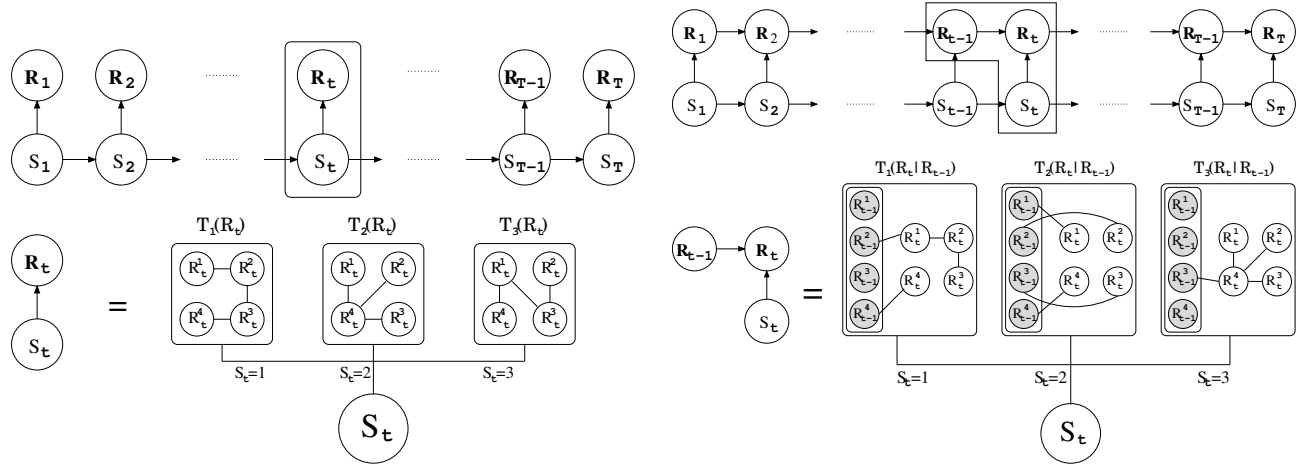 R1 R2 ........ Rt ........ RT-1 RT
S1 S2 ........ St ........ ST-1 ST
T1(Rt) T2(Rt) T3(Rt)
Rt
St
=
R¹t R²t R⁴t R³t
R¹t R²t R⁴t R³t
R¹t R²t R⁴t R³t
St=1 St=2 St=3
St
R1 R2 ........ Rt-1 Rt ........ RT-1 RT
S1 S2 ........ St-1 St ........ ST-1 ST
T1(Rt|Rt-1) T2(Rt|Rt-1) T3(Rt|Rt-1)
Rt-1 Rt
St
=
R¹t-1 R²t-1 R³t-1 R⁴t-1 R¹t R²t R⁴t R³t
R¹t-1 R²t-1 R³t-1 R⁴t-1 R¹t R²t R⁴t R³t
R¹t-1 R²t-1 R³t-1 R⁴t-1 R¹t R²t R⁴t R³t
St=1 St=2 St=3
St